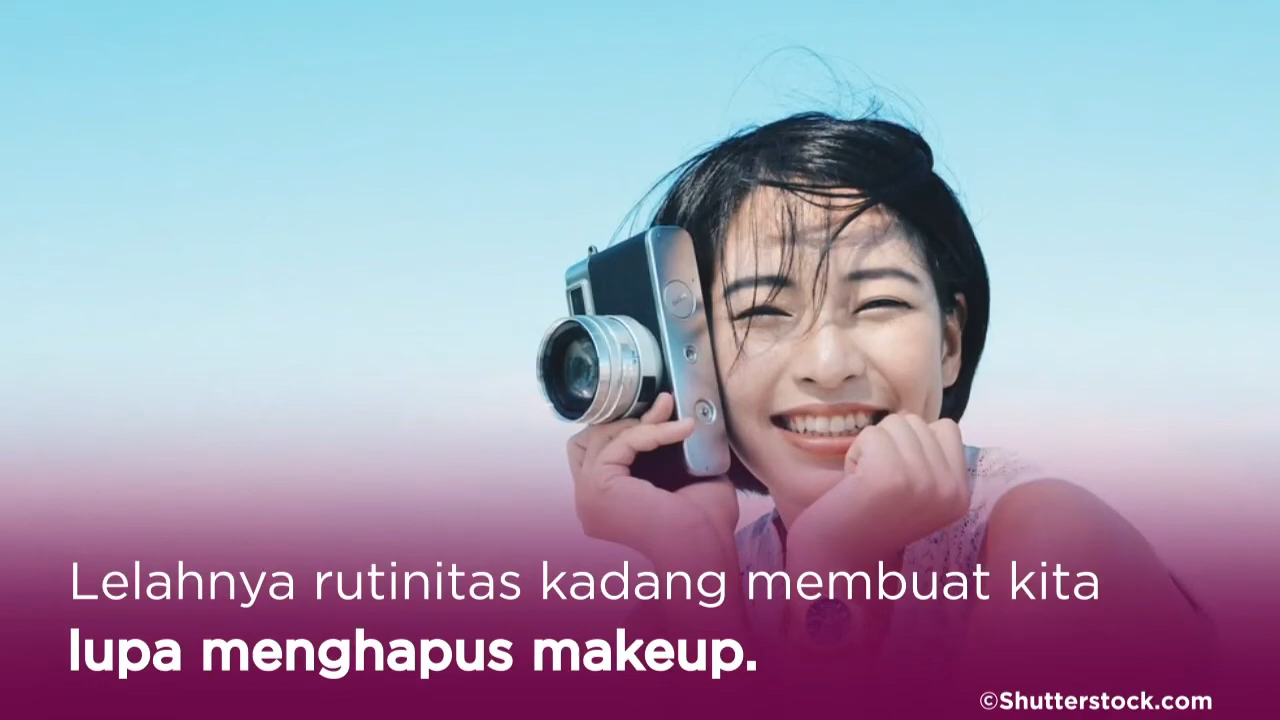 Lelahnya rutinitas kadang membuat kita
lupa menghapus makeup.
©Shutterstock.com